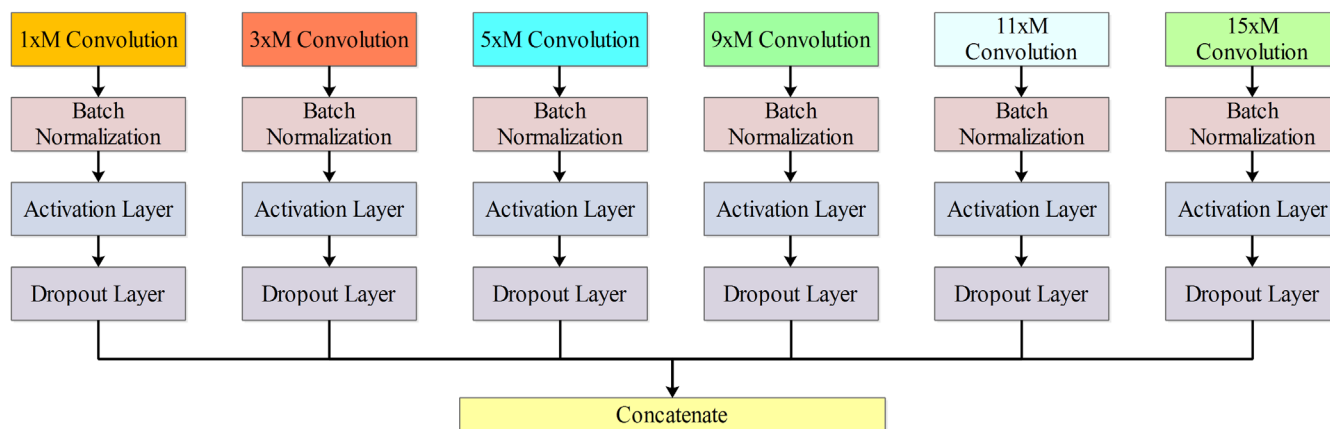 1xM Convolution
3xM Convolution
5xM Convolution
9xM Convolution
11xM
Convolution
15xM
Convolution
Batch
Normalization
Batch
Normalization
Batch
Normalization
Batch
Normalization
Batch
Normalization
Batch
Normalization
Activation Layer
Activation Layer
Activation Layer
Activation Layer
Activation Layer
Activation Layer
Dropout Layer
Dropout Layer
Dropout Layer
Dropout Layer
Dropout Layer
Dropout Layer
Concatenate